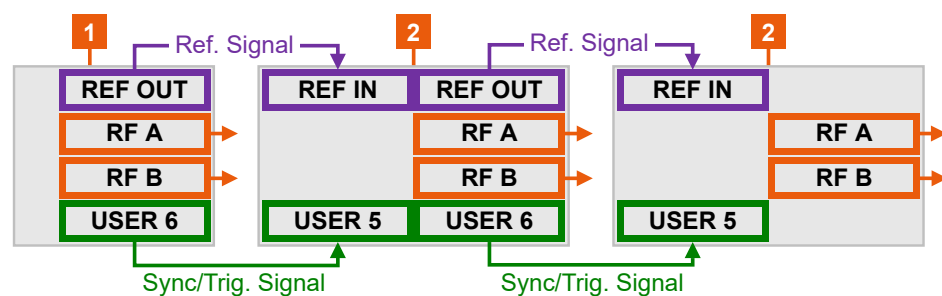 1
2
2
Ref. Signal
Ref. Signal
REF OUT
REF IN
REF OUT
REF IN
RF A
RF A
RF A
RF B
RF B
RF B
USER 6
USER 5
USER 6
USER 5
Sync/Trig. Signal
Sync/Trig. Signal